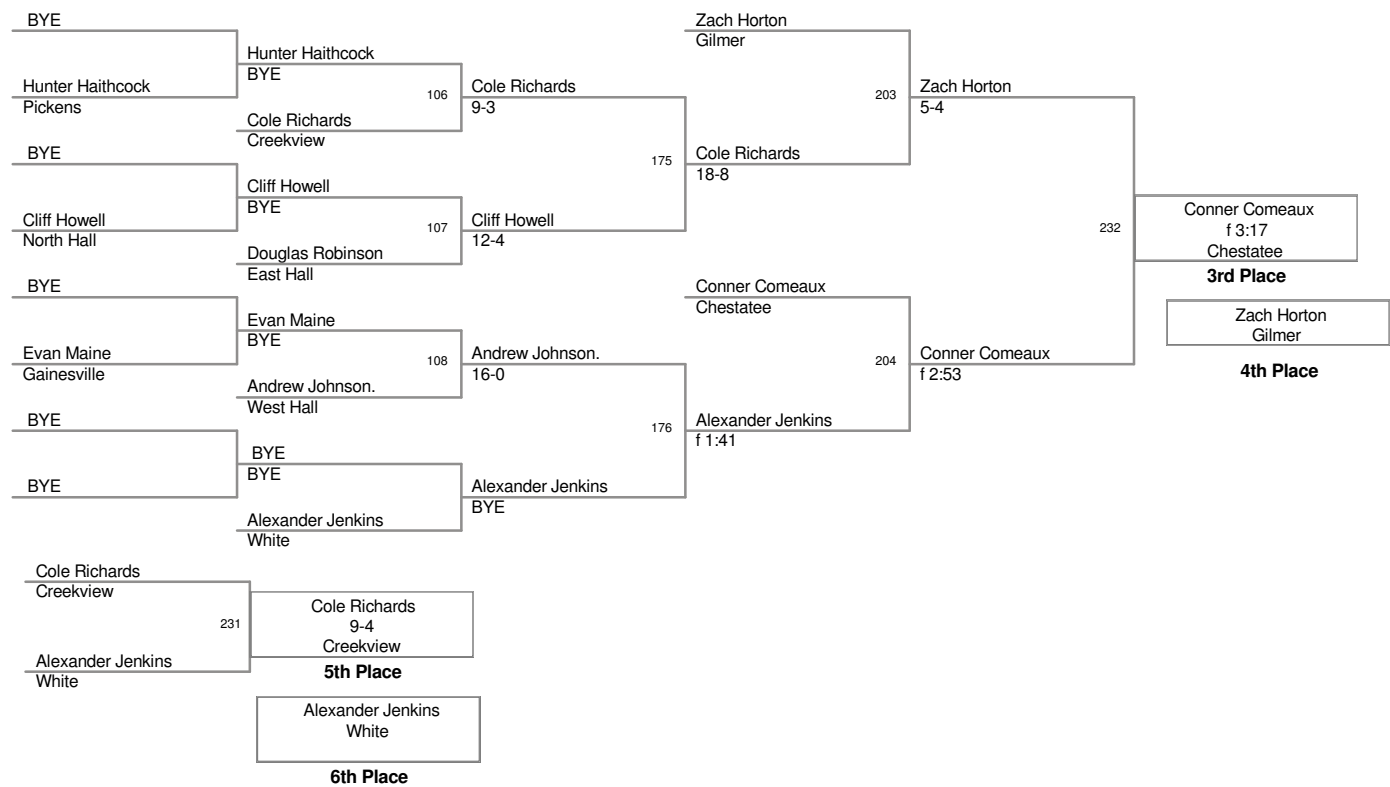 BYE
Hunter Haithcock
Pickens
BYE
Cliff Howell
North Hall
BYE
Evan Maine
Gainesville
BYE
BYE
Hunter Haithcock
BYE
106
Cole Richards
Creekview
Cliff Howell
BYE
107
Douglas Robinson
East Hall
Evan Maine
BYE
108
Andrew Johnson.
West Hall
BYE
BYE
Alexander Jenkins
White
Cole Richards
9-3
175
Cliff Howell
12-4
Andrew Johnson.
16-0
176
Alexander Jenkins
BYE
Zach Horton
Gilmer
203
Cole Richards
18-8
Conner Comeaux
Chestatee
204
Alexander Jenkins
f 1:41
Zach Horton
5-4
232
Conner Comeaux
f 2:53
Conner Comeaux
f 3:17
Chestatee
3rd Place
Zach Horton
Gilmer
4th Place
Cole Richards
Creekview
231
Alexander Jenkins
White
Cole Richards
9-4
Creekview
5th Place
Alexander Jenkins
White
6th Place